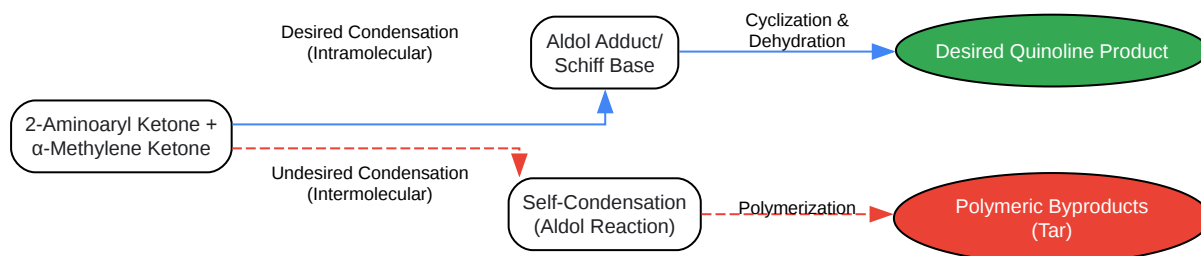 Desired Condensation
(Intramolecular)
Aldol Adduct/
Schiff Base
Cyclization &
Dehydration
Desired Quinoline Product
2-Aminoaryl Ketone +
α-Methylene Ketone
Undesired Condensation
(Intermolecular)
Self-Condensation
(Aldol Reaction)
Polymerization
Polymeric Byproducts
(Tar)